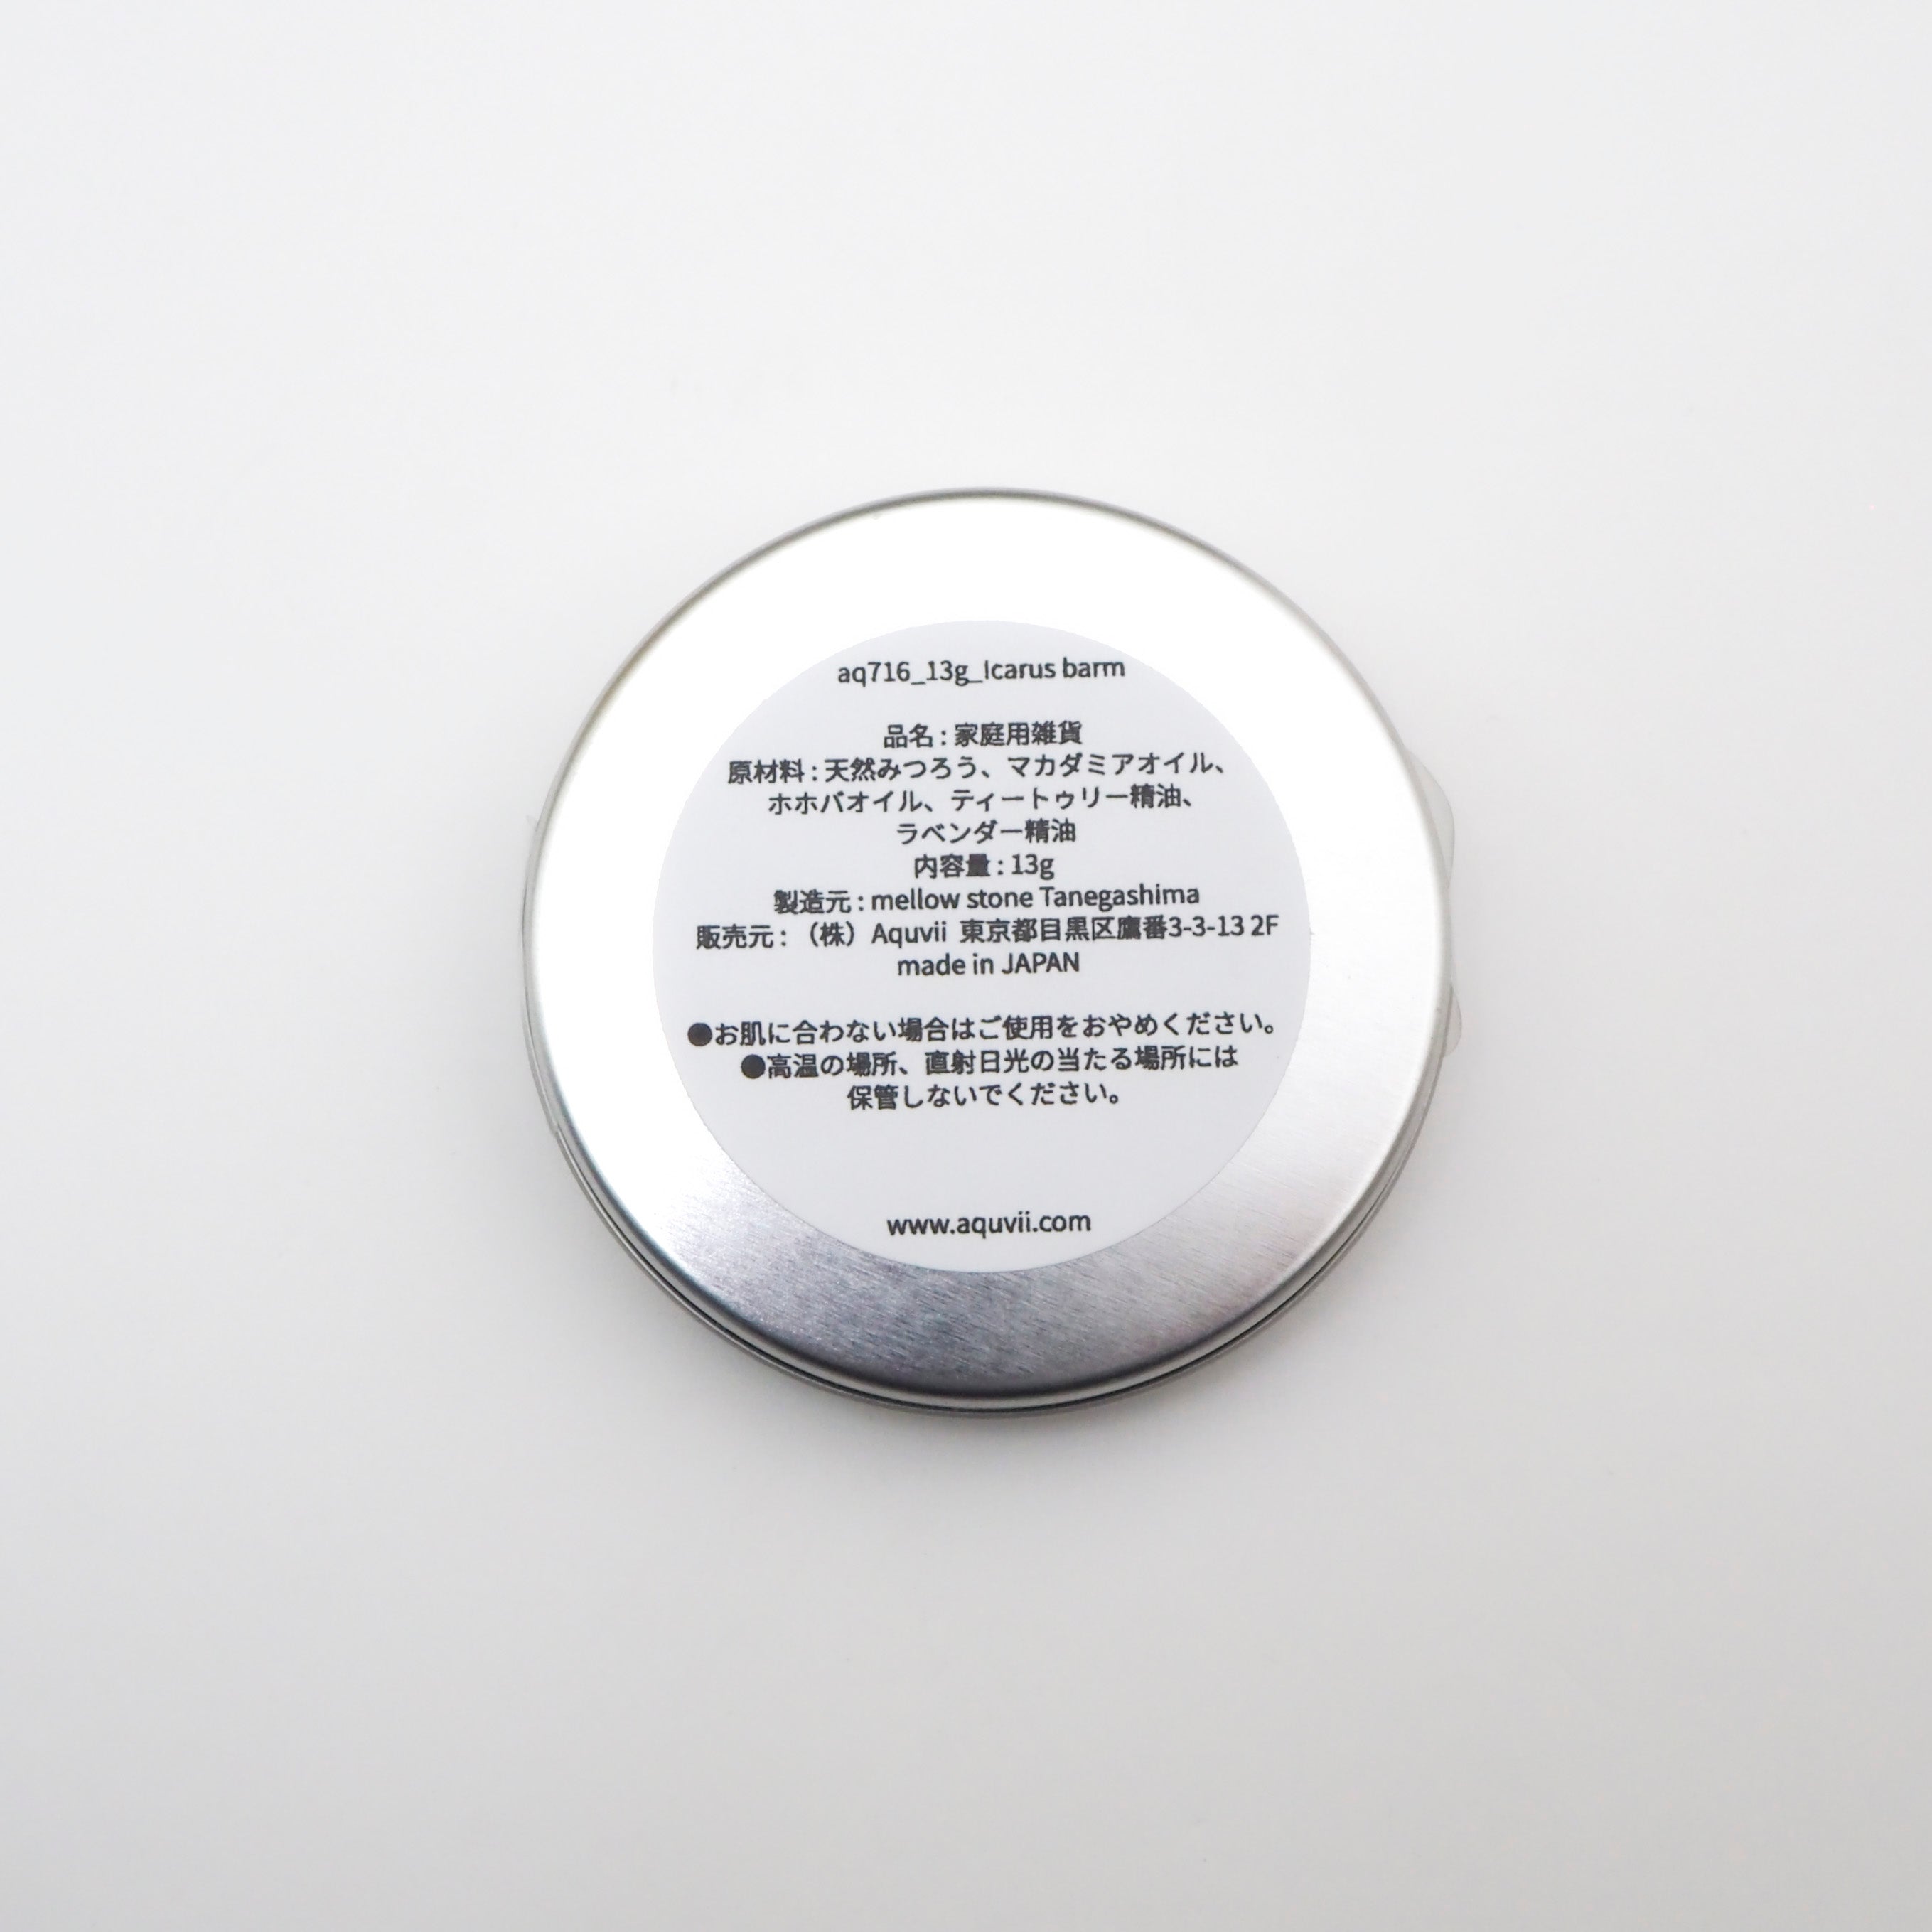 aq716_13g_Icarus barm
品名 : 家庭用雑貨
原材料 : 天然みつろう、マカダミアオイル、
ホホバオイル、ティートゥリー精油、
ラベンダー精油
内容量 : 13g
製造元 : mellow stone Tanegashima
販売元 : （株）Aquvii 東京都目黒区鷹番3-3-13 2F
made in JAPAN
●お肌に合わない場合はご使用をおやめください。
●高温の場所、直射日光の当たる場所には
保管しないでください。
www.aquvii.com